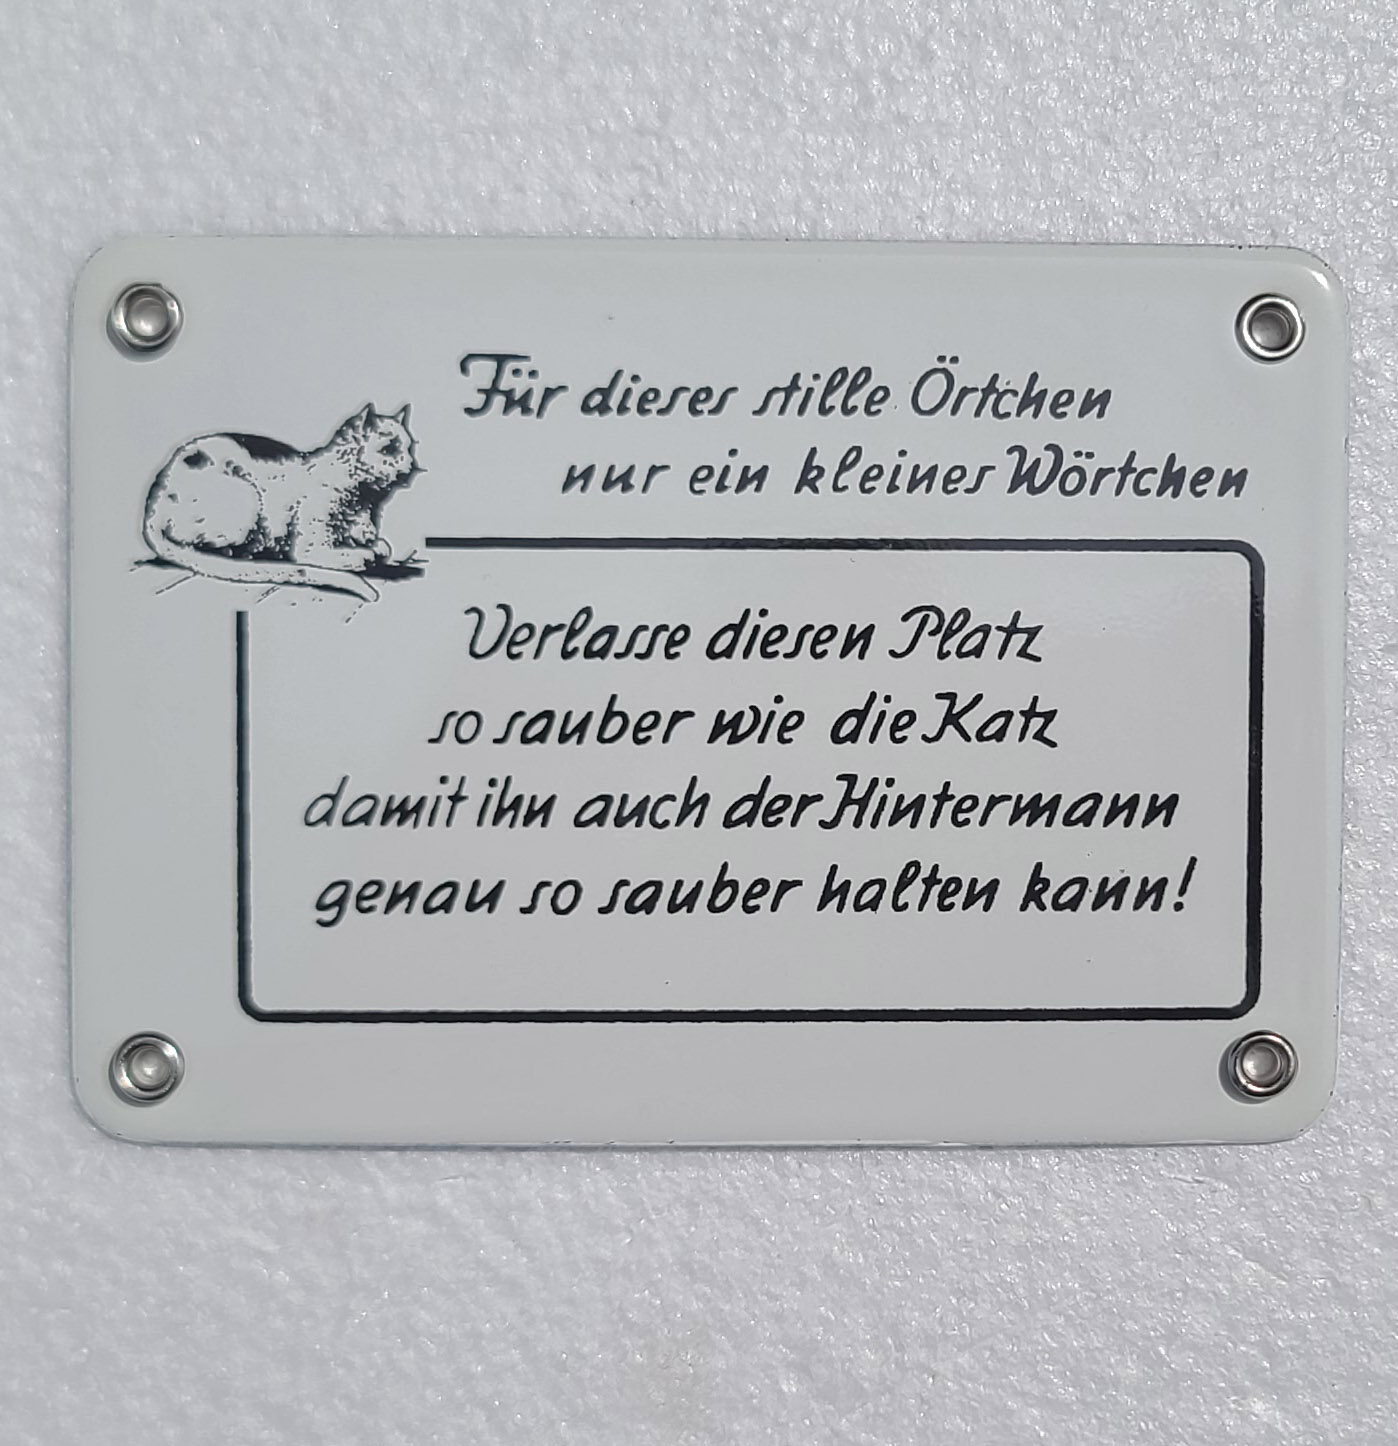 Für dieses stille Örtchen
nur ein kleines Wörtchen
Verlasse diesen Platz
so sauber wie die Katz
damit ihn auch der Hintermann
genau so sauber halten kann!